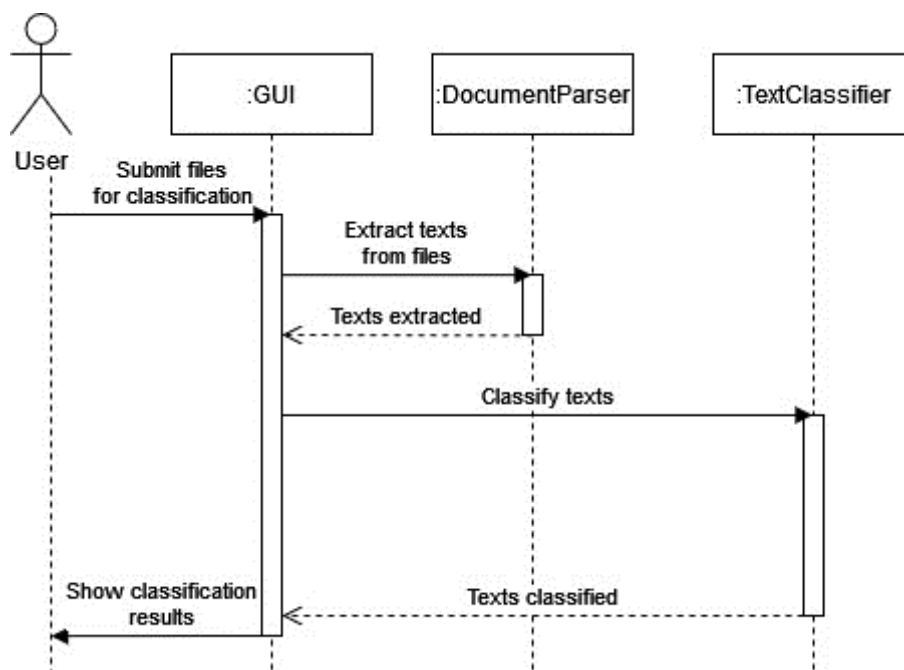 :GUI
:DocumentParser
:TextClassifier
User
Submit files
for classification
Extract texts
from files
Texts extracted
Classify texts
Show classification
results
Texts classified